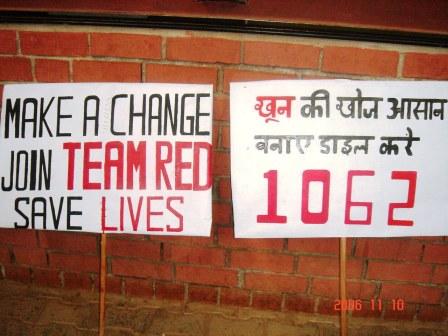 MAKE A CHANGE
JOIN TEAM RED
SAVE LIVES
खून की खोज आसान
बनाए डाइल करे
1062
2006 11 10